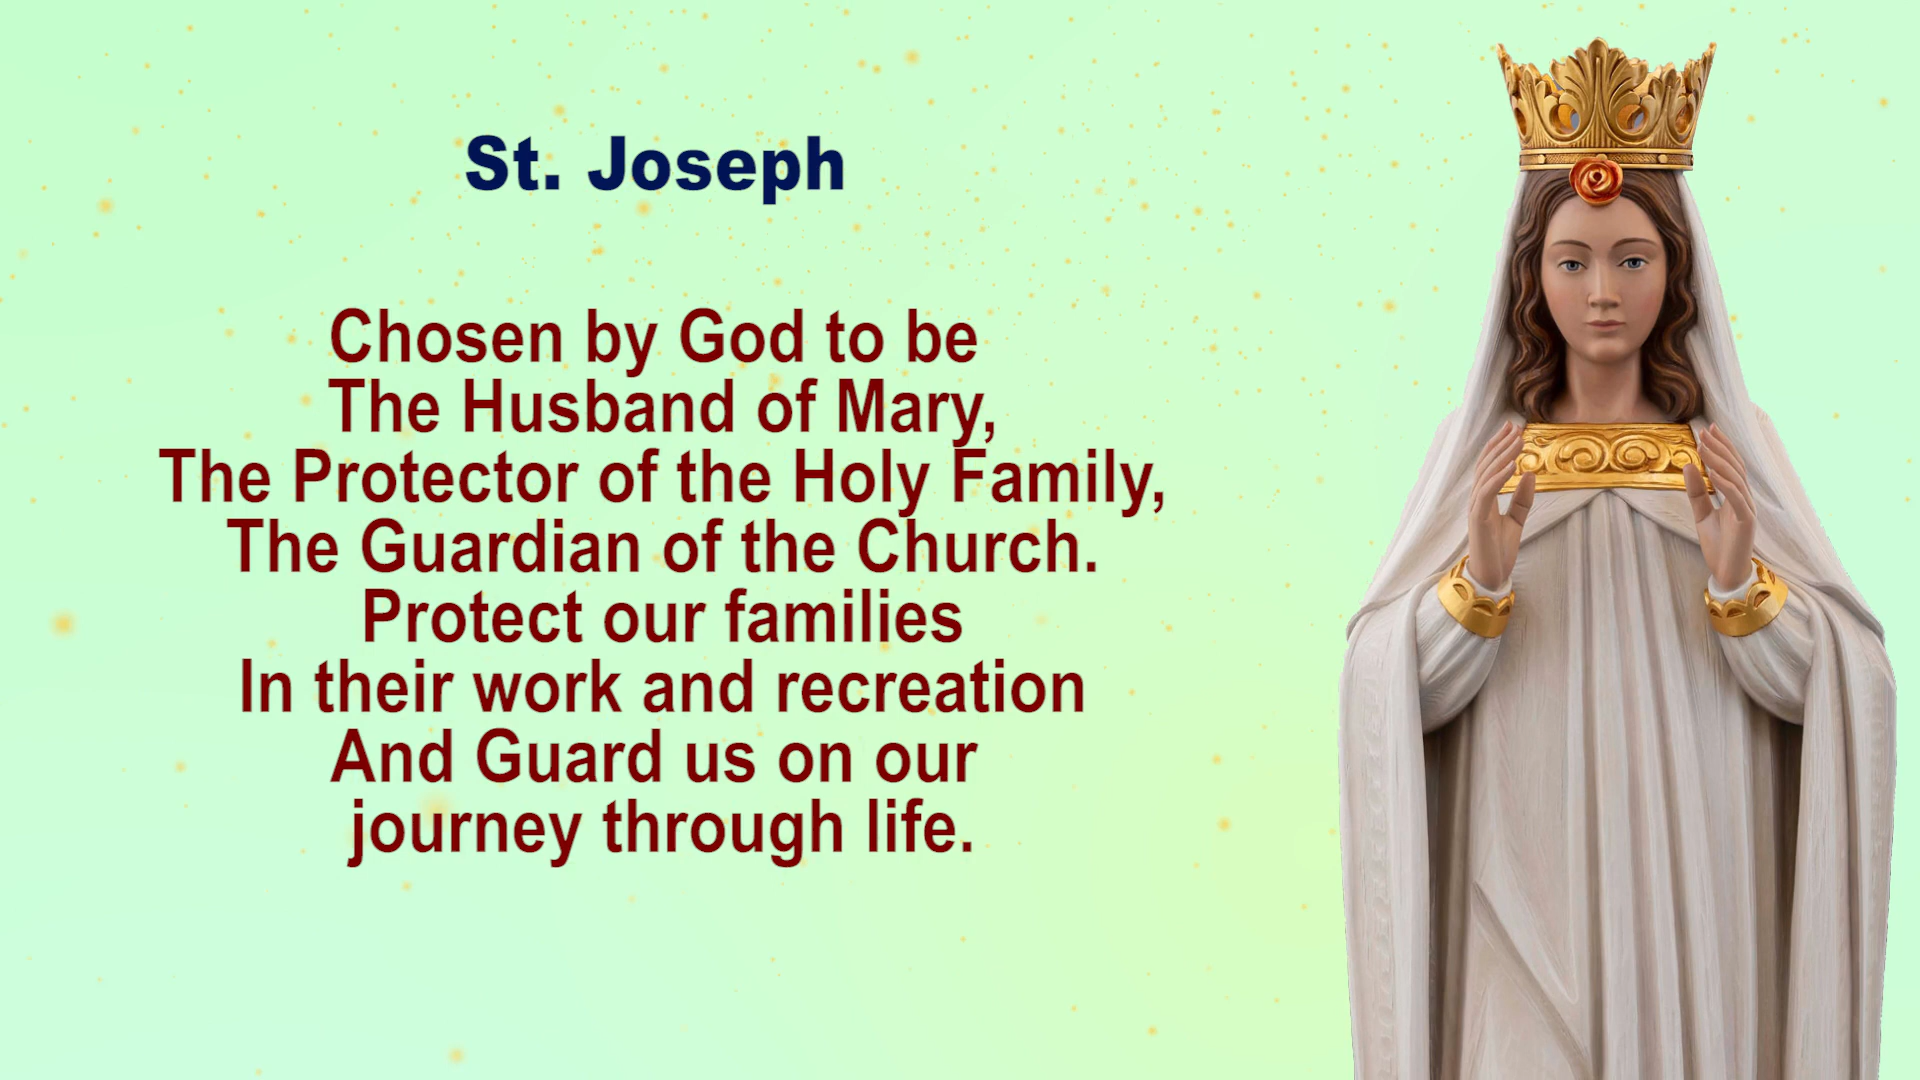 St. Joseph
Chosen by God to be
The Husband of Mary,
The Protector of the Holy Family,
The Guardian of the Church.
Protect our families
In their work and recreation
And Guard us on our
journey through life.